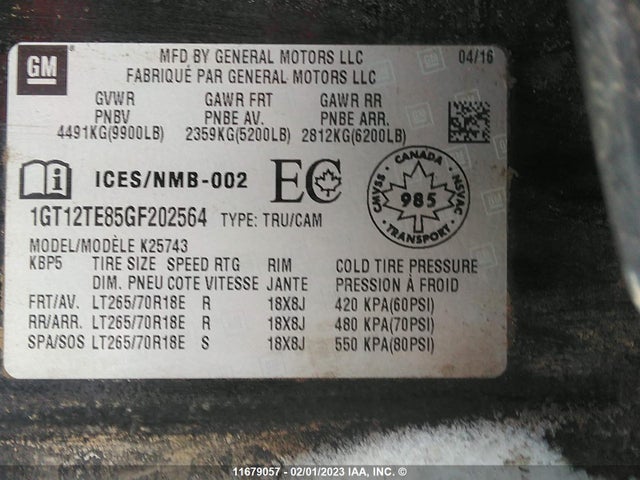 GM
MFD BY GENERAL MOTORS LLC 04/16
FABRIQUÉ PAR GENERAL MOTORS LLC
GVWR GAWR FRT GAWR RR
PNBV PNBE AV. PNBE ARR.
4491KG(9900LB) 2359KG(5200LB) 2812KG(6200LB)
i ICES/NMB-002 EC
CANADA
CMVSS 985 NSVAC
TRANSPORT
1GT12TE85GF202564 TYPE: TRU/CAM
MODEL/MODÈLE K25743
KBP5 TIRE SIZE SPEED RTG RIM COLD TIRE PRESSURE
DIM. PNEU COTE VITESSE JANTE PRESSION À FROID
FRT/AV. LT265/70R18E R 18X8J 420 KPA(60PSI)
RR/ARR. LT265/70R18E R 18X8J 480 KPA(70PSI)
SPA/SOS LT265/70R18E S 18X8J 550 KPA(80PSI)
11679057 - 02/01/2023 IAA, INC. ©